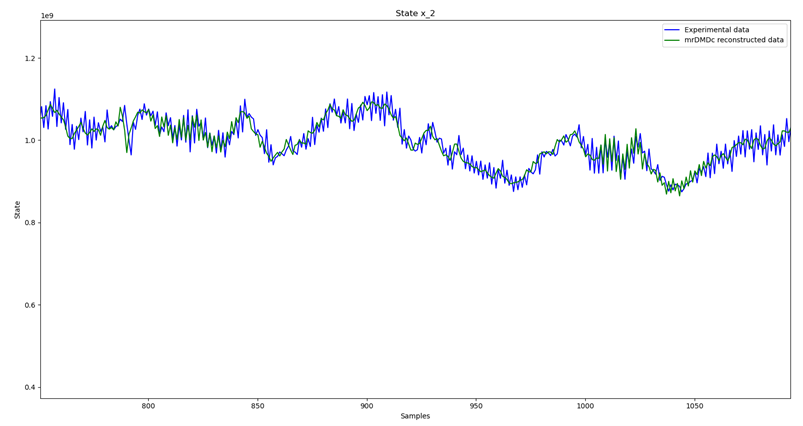 State x_2
1e9
Experimental data
mrDMDc reconstructed data
1.2
1.0
0.8
0.6
0.4
State
800 850 900 950 1000 1050
Samples